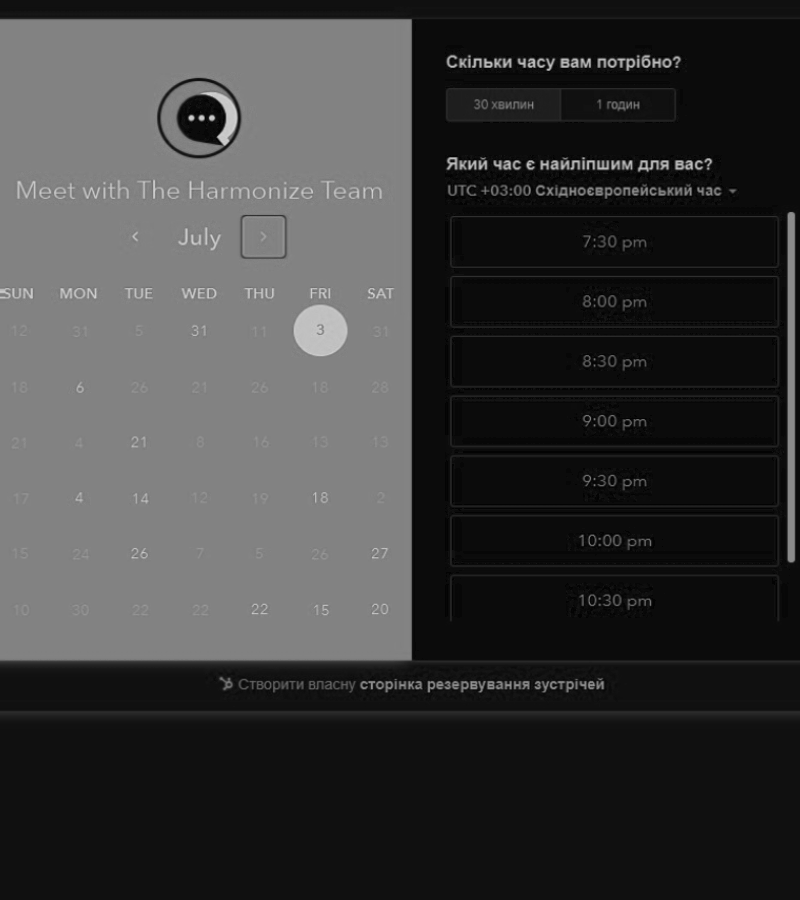 Meet with The Harmonize Team
July
SUN MON TUE WED THU FRI SAT
12 31 5 31 11 3 31
18 6 26 21 26 18 28
21 4 21 8 16 13 13
17 4 14 12 19 18 2
15 24 26 7 5 26 27
10 30 22 22 22 15 20
Скільки часу вам потрібно?
30 хвилин 1 годин
Який час є найліпшим для вас?
UTC +03:00 Східноєвропейський час
7:30 pm
8:00 pm
8:30 pm
9:00 pm
9:30 pm
10:00 pm
10:30 pm
Створити власну сторінка резервування зустрічей